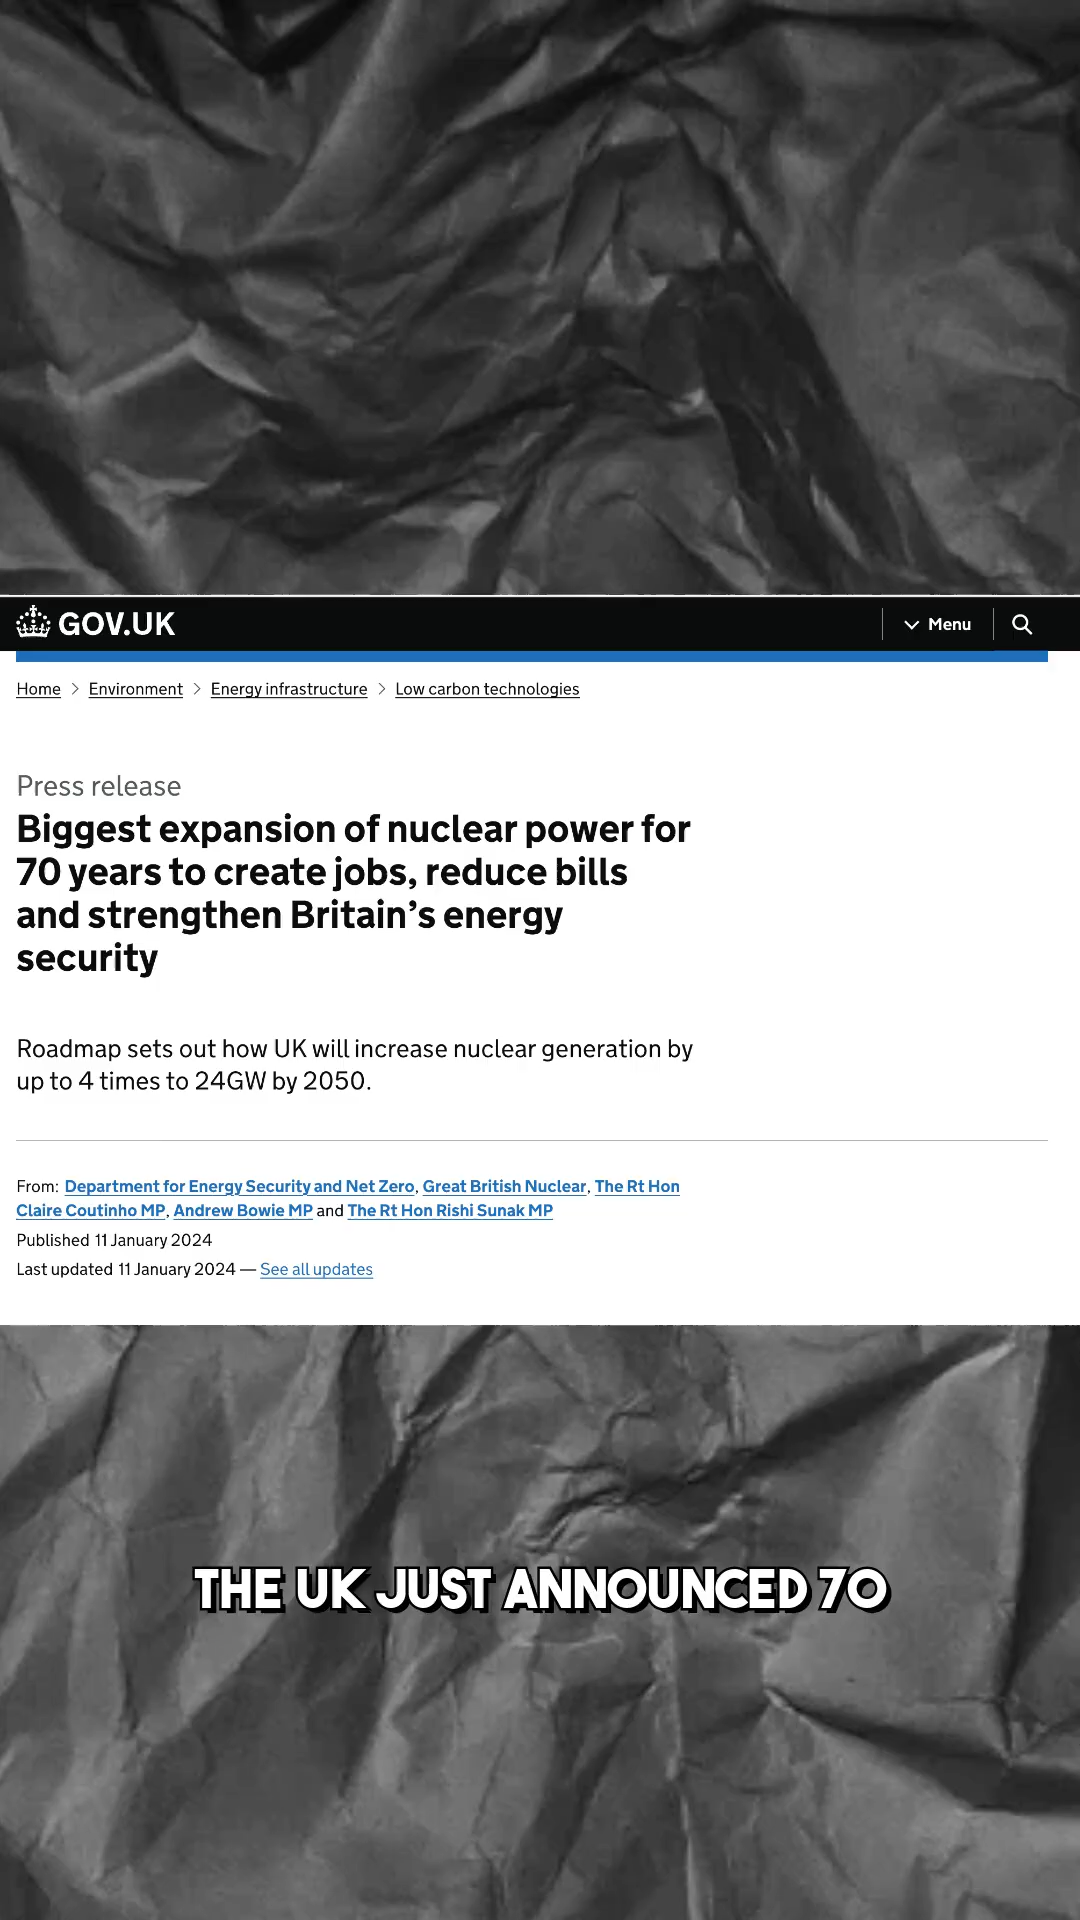 GOV.UK
Menu
Home > Environment > Energy infrastructure > Low carbon technologies
Press release
Biggest expansion of nuclear power for
70 years to create jobs, reduce bills
and strengthen Britain’s energy
security
Roadmap sets out how UK will increase nuclear generation by
up to 4 times to 24GW by 2050.
From: Department for Energy Security and Net Zero, Great British Nuclear, The Rt Hon
Claire Coutinho MP, Andrew Bowie MP and The Rt Hon Rishi Sunak MP
Published 11 January 2024
Last updated 11 January 2024 — See all updates
THE UK JUST ANNOUNCED 70